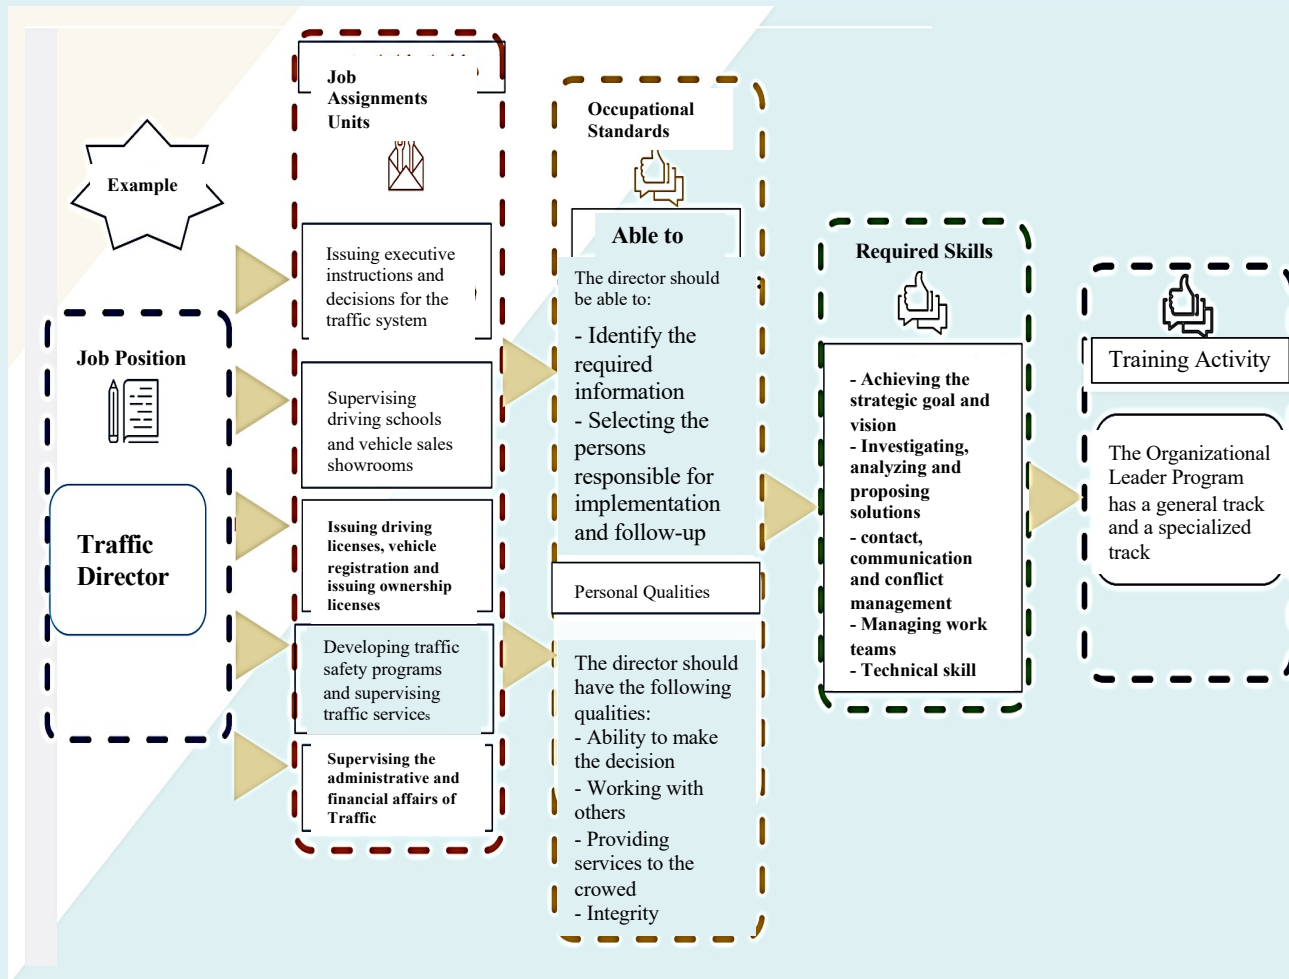 Example
Job Position
Traffic
Director
Job
Assignments
Units
Issuing executive
instructions and
decisions for the
traffic system
Supervising
driving schools
and vehicle sales
showrooms
Issuing driving
licenses, vehicle
registration and
issuing ownership
licenses
Developing traffic
safety programs
and supervising
traffic services
Supervising the
administrative and
financial affairs of
Traffic
Occupational
Standards
Able to
The director should
be able to:
- Identify the
required
information
- Selecting the
persons
responsible for
implementation
and follow-up
Personal Qualities
The director should
have the following
qualities:
- Ability to make
the decision
- Working with
others
- Providing
services to the
crowed
- Integrity
Required Skills
- Achieving the
strategic goal and
vision
- Investigating,
analyzing and
proposing
solutions
- contact,
communication
and conflict
management
- Managing work
teams
- Technical skill
Training Activity
The Organizational
Leader Program
has a general track
and a specialized
track